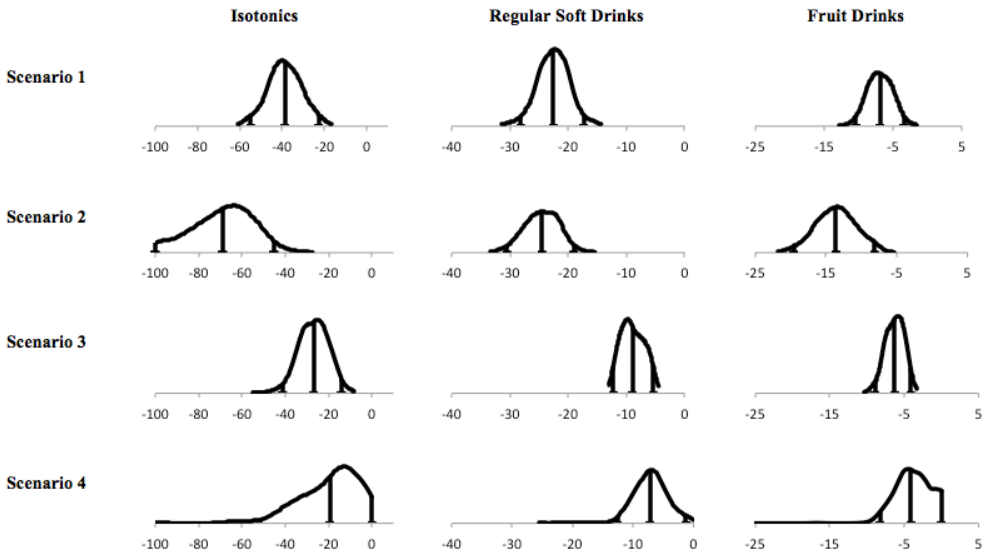 Isotonics Regular Soft Drinks Fruit Drinks
Scenario 1
-100 -80 -60 -40 -20 0 -40 -30 -20 -10 0 -25 -15 -5 5
Scenario 2
-100 -80 -60 -40 -20 0 -40 -30 -20 -10 0 -25 -15 -5 5
Scenario 3
-100 -80 -60 -40 -20 0 -40 -30 -20 -10 0 -25 -15 -5 5
Scenario 4
-100 -80 -60 -40 -20 0 -40 -30 -20 -10 0 -25 -15 -5 5